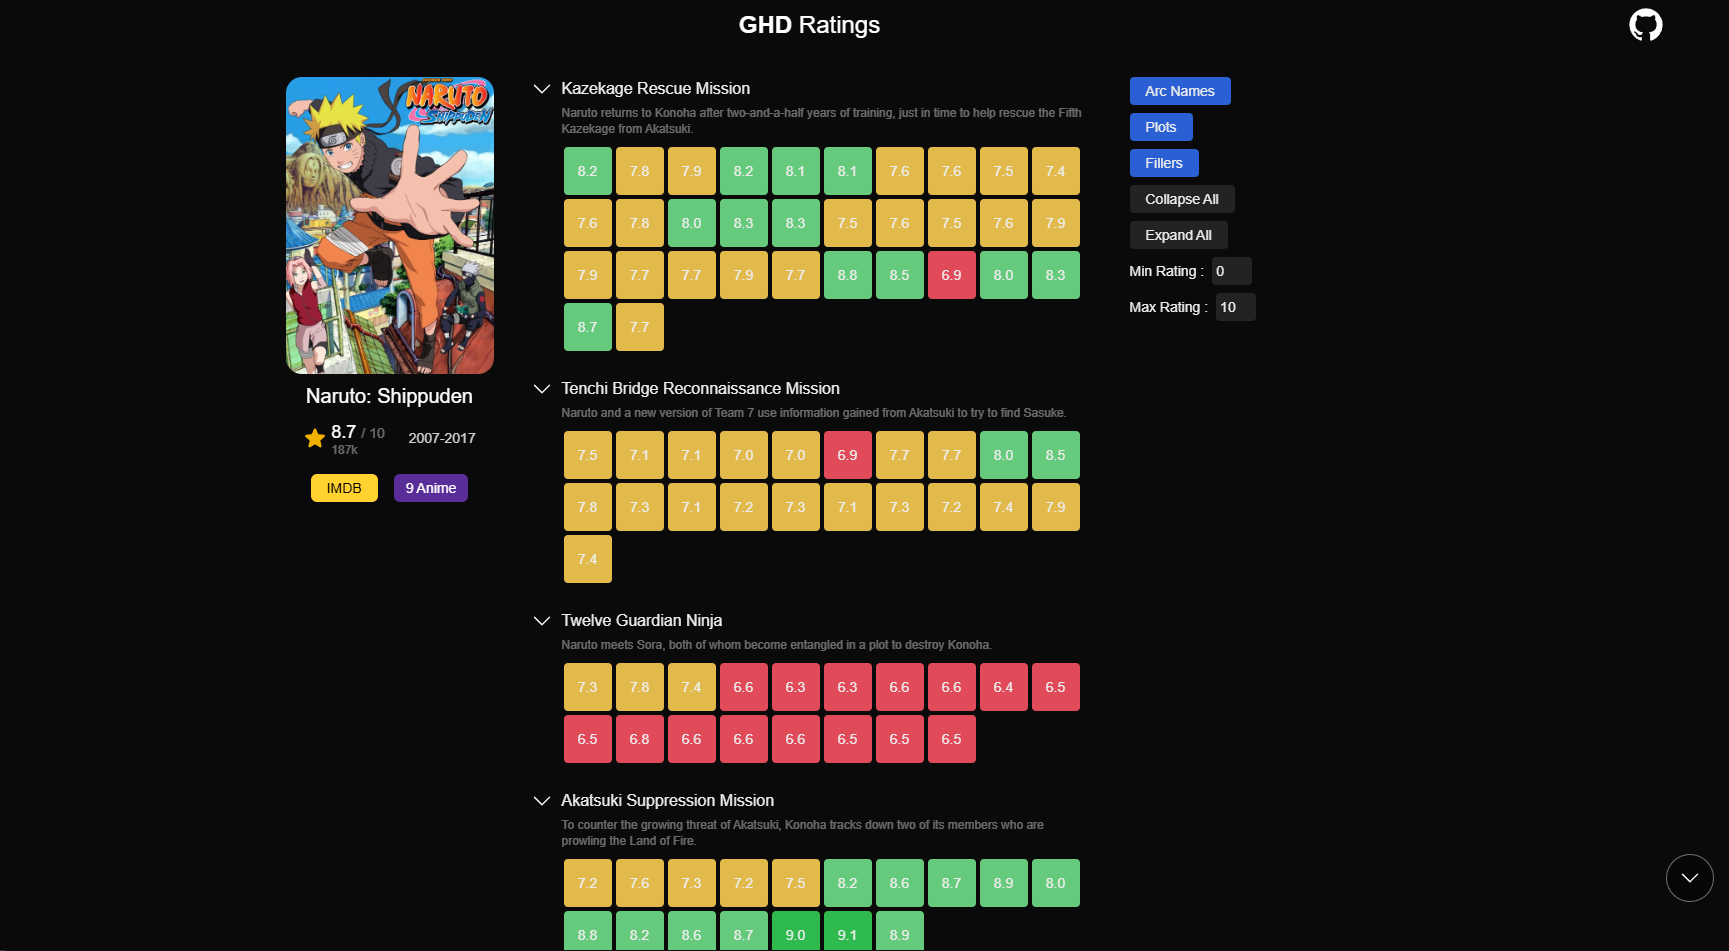 GHD Ratings
NARUTO
SHIPPUDEN
Naruto: Shippuden
8.7 / 10
187k
2007-2017
IMDB
9 Anime
Kazekage Rescue Mission
Naruto returns to Konoha after two-and-a-half years of training, just in time to help rescue the Fifth
Kazekage from Akatsuki.
8.2 7.8 7.9 8.2 8.1 8.1 7.6 7.6 7.5 7.4
7.6 7.8 8.0 8.3 8.3 7.5 7.6 7.5 7.6 7.9
7.9 7.7 7.7 7.9 7.7 8.8 8.5 6.9 8.0 8.3
8.7 7.7
Tenchi Bridge Reconnaissance Mission
Naruto and a new version of Team 7 use information gained from Akatsuki to try to find Sasuke.
7.5 7.1 7.1 7.0 7.0 6.9 7.7 7.7 8.0 8.5
7.8 7.3 7.1 7.2 7.3 7.1 7.3 7.2 7.4 7.9
7.4
Twelve Guardian Ninja
Naruto meets Sora, both of whom become entangled in a plot to destroy Konoha.
7.3 7.8 7.4 6.6 6.3 6.3 6.6 6.6 6.4 6.5
6.5 6.8 6.6 6.6 6.6 6.5 6.5 6.5
Akatsuki Suppression Mission
To counter the growing threat of Akatsuki, Konoha tracks down two of its members who are
prowling the Land of Fire.
7.2 7.6 7.3 7.2 7.5 8.2 8.6 8.7 8.9 8.0
8.8 8.2 8.6 8.7 9.0 9.1 8.9
Arc Names
Plots
Fillers
Collapse All
Expand All
Min Rating : 0
Max Rating : 10